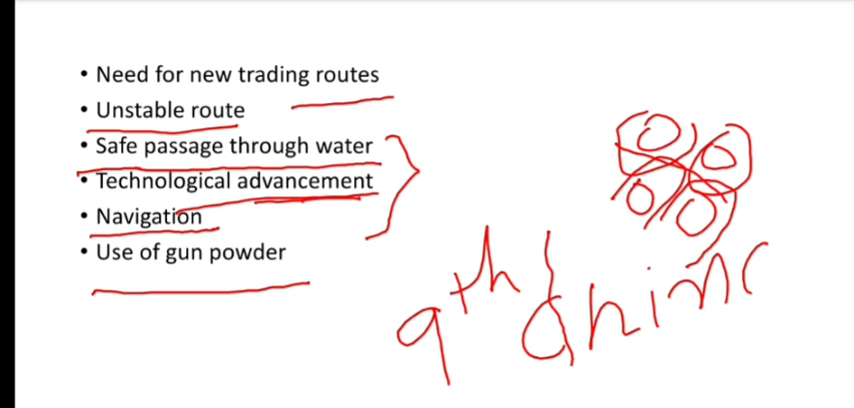 • Need for new trading routes
• Unstable route
• Safe passage through water
• Technological advancement
• Navigation
• Use of gun powder
9th